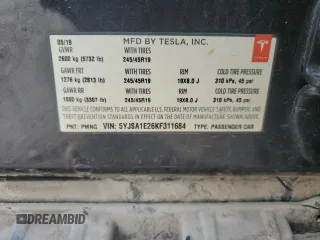 09/19 MFD BY TESLA, INC.
GVWR WITH TIRES
2600 kg (5732 lb) 245/45R19
GAWR FRT WITH TIRES RIM COLD TIRE PRESSURE
1276 kg (2813 lb) 245/45R19 19X8.0 J 310 kPa, 45 psi
GAWR RR WITH TIRES RIM COLD TIRE PRESSURE
1500 kg (3307 lb) 245/45R19 19X8.0 J 310 kPa, 45 psi
THIS VEHICLE CONFORMS TO ALL APPLICABLE
U.S. FEDERAL MOTOR VEHICLE SAFETY, BUMPER, AND
THEFT PREVENTION STANDARDS IN EFFECT ON THE DATE
OF MANUFACTURE SHOWN ABOVE.
PNT: PMNG VIN: 5YJSA1E26KF311684 TYPE: PASSENGER CAR
TESLA
© AUTOBIDMASTER